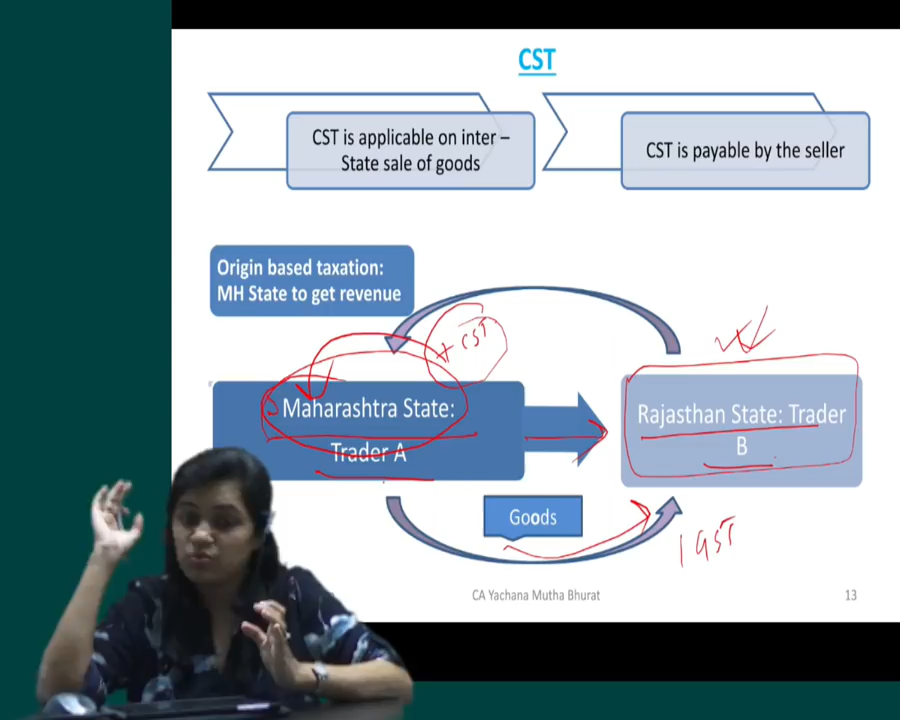 CST
CST is applicable on inter –
State sale of goods
CST is payable by the seller
Origin based taxation:
MH State to get revenue
+ CST
Maharashtra State:
Trader A
Rajasthan State: Trader
B
Goods
IGST
CA Yachana Mutha Bhurat
13